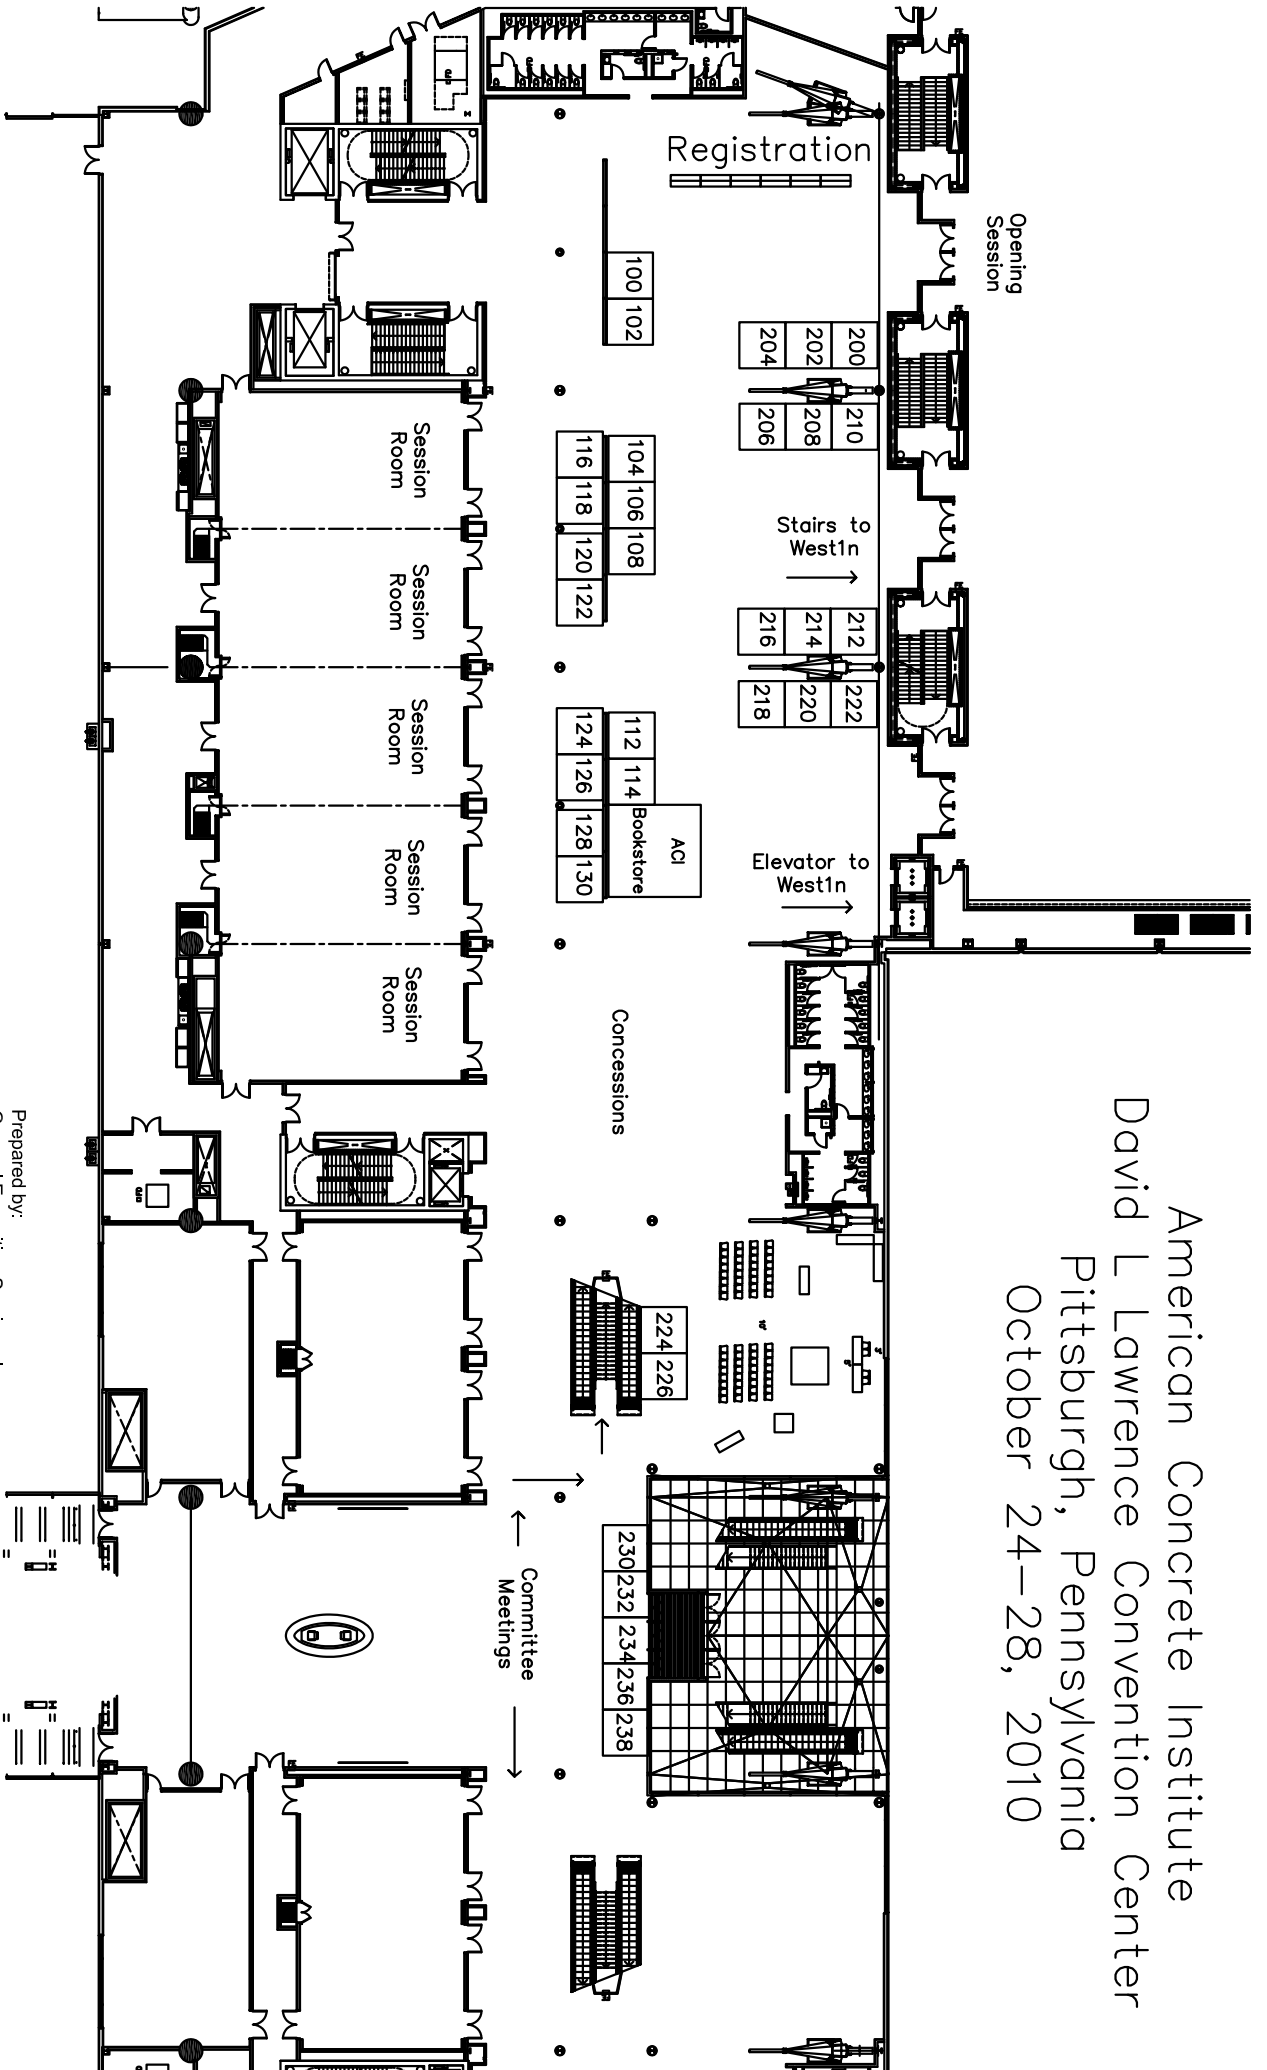 American Concrete Institute
David L Lawrence Convention Center
Pittsburgh, Pennsylvania
October 24-28, 2010
Registration
Opening
Session
100
102
200
202
204
210
208
206
104
106
108
116
118
120
122
Stairs to
West1n
212
214
216
222
220
218
112
114
124
126
128
130
ACI
Bookstore
Elevator to
West1n
Session
Room
Session
Room
Session
Room
Session
Room
Session
Room
Concessions
224
226
230
232
234
236
238
Committee
Meetings
Prepared by: